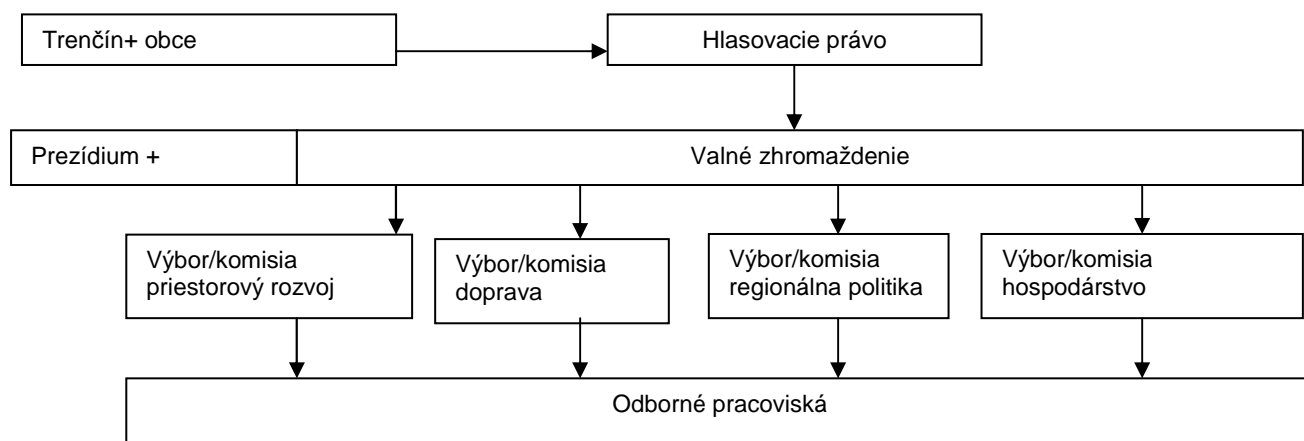 Trenčín+ obce
Hlasovacie právo
Prezídium +
Valné zhromaždenie
Výbor/komisia
priestorový rozvoj
Výbor/komisia
doprava
Výbor/komisia
regionálna politika
Výbor/komisia
hospodárstvo
Odborné pracoviská